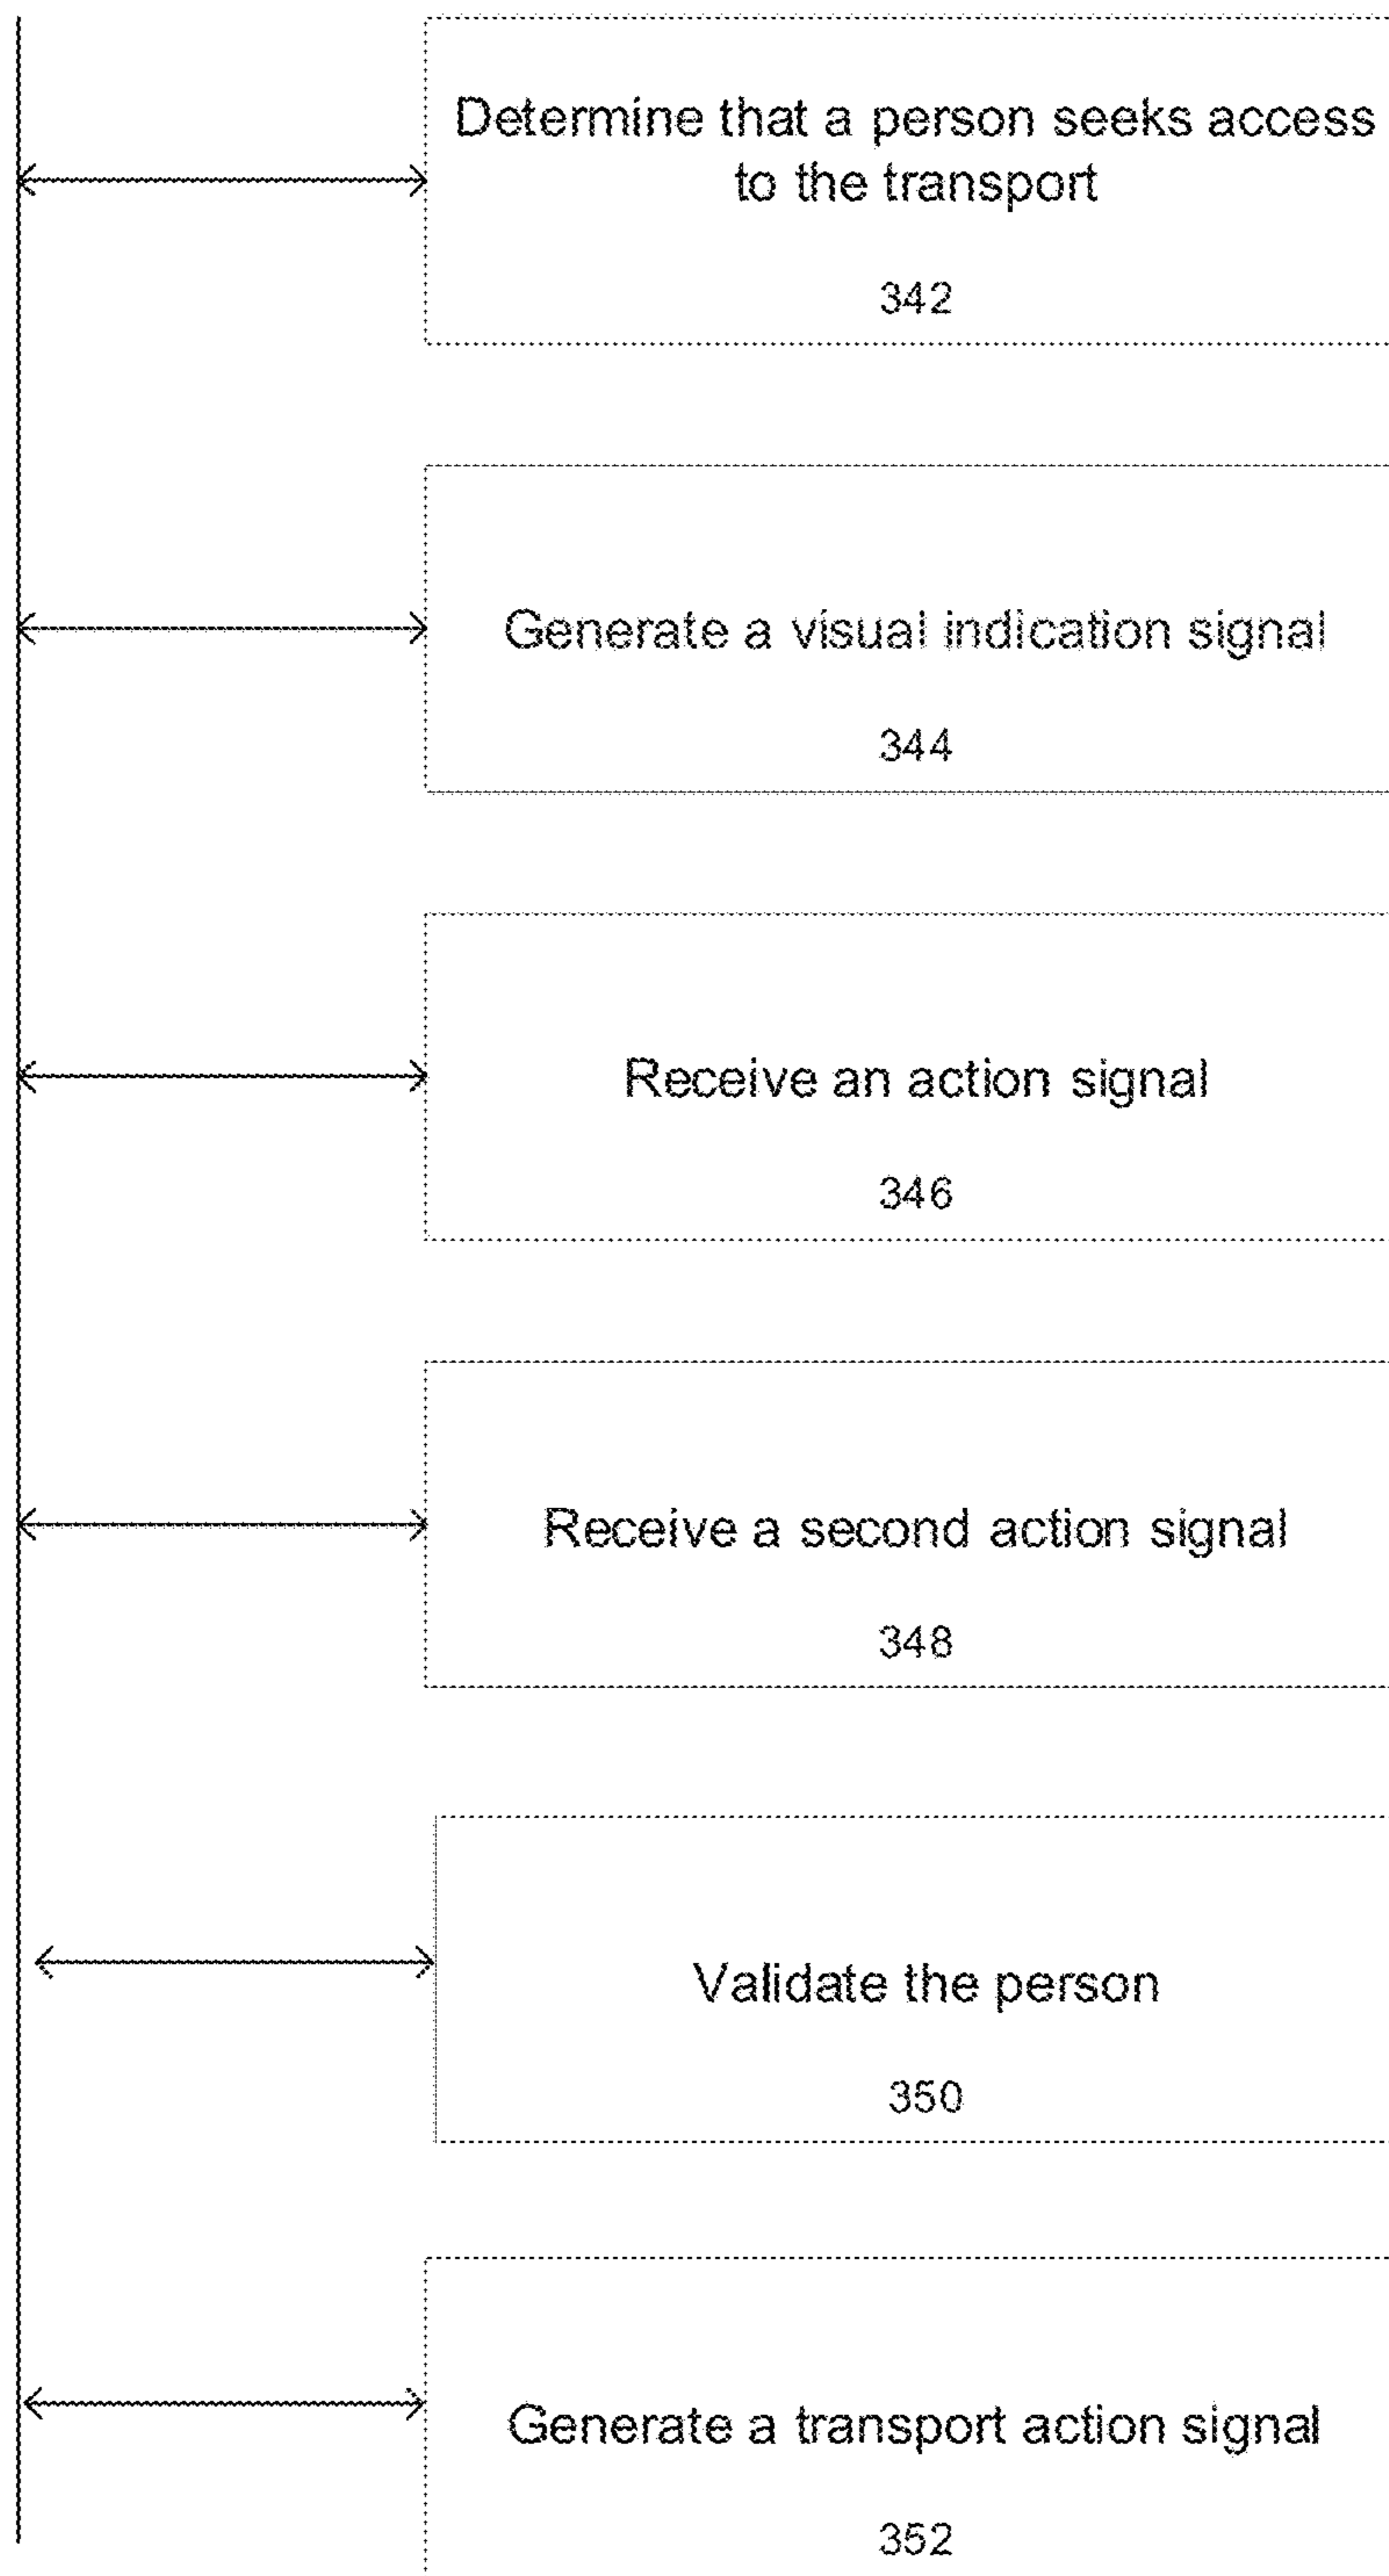 Determine that a person seeks access
to the transport
342
Generate a visual indication signal
344
Receive an action signal
346
Receive a second action signal
348
Validate the person
350
Generate a transport action signal
352